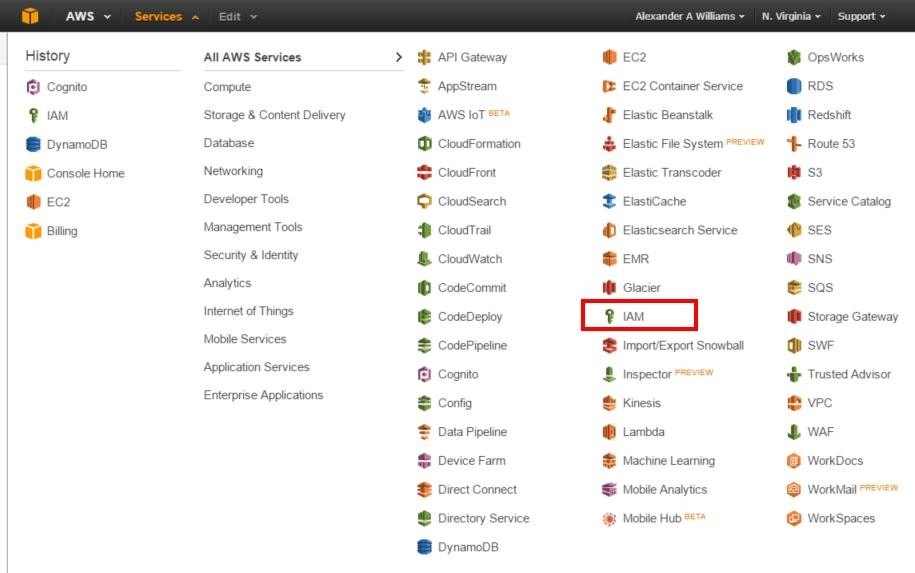 AWS Services Edit Alexander A Williams N. Virginia Support
History
Cognito
IAM
DynamoDB
Console Home
EC2
Billing
All AWS Services
Compute
Storage & Content Delivery
Database
Networking
Developer Tools
Management Tools
Security & Identity
Analytics
Internet of Things
Mobile Services
Application Services
Enterprise Applications
API Gateway
AppStream
AWS IoT BETA
CloudFormation
CloudFront
CloudSearch
CloudTrail
CloudWatch
CodeCommit
CodeDeploy
CodePipeline
Cognito
Config
Data Pipeline
Device Farm
Direct Connect
Directory Service
DynamoDB
EC2
EC2 Container Service
Elastic Beanstalk
Elastic File System PREVIEW
Elastic Transcoder
ElastiCache
Elasticsearch Service
EMR
Glacier
IAM
Import/Export Snowball
Inspector PREVIEW
Kinesis
Lambda
Machine Learning
Mobile Analytics
Mobile Hub BETA
OpsWorks
RDS
Redshift
Route 53
S3
Service Catalog
SES
SNS
SQS
Storage Gateway
SWF
Trusted Advisor
VPC
WAF
WorkDocs
WorkMail PREVIEW
WorkSpaces